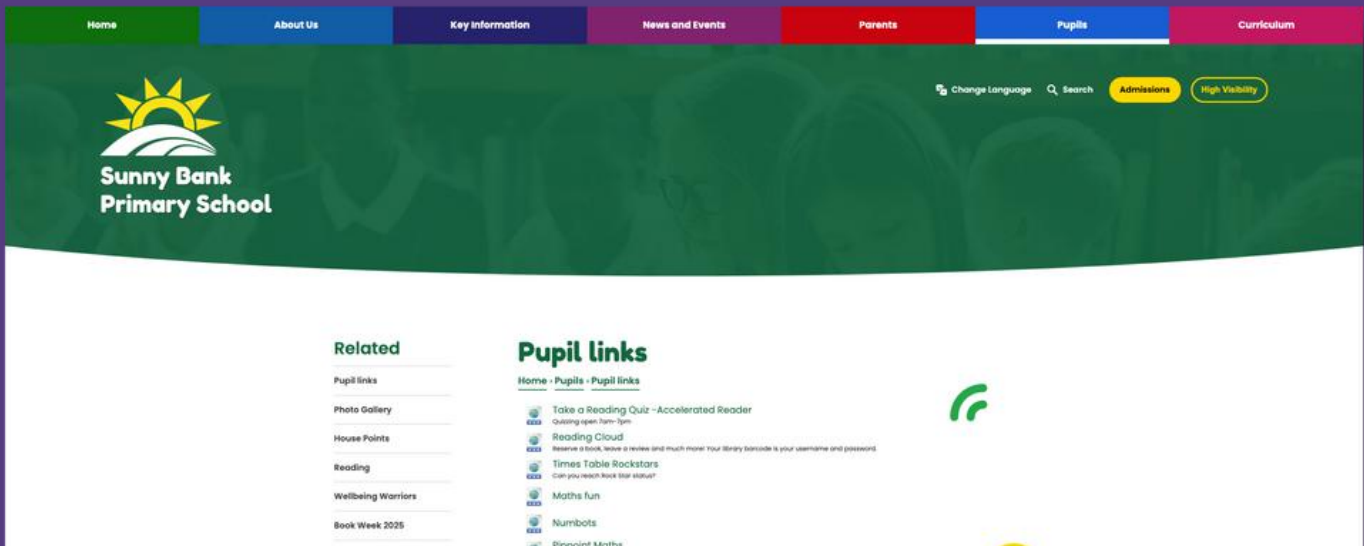 Home About Us Key Information News and Events Parents Pupils Curriculum
Change Language Search Admissions High Visibility
Sunny Bank
Primary School
Related
Pupil links
Photo Gallery
House Points
Reading
Wellbeing Warriors
Book Week 2025
Pupil links
Home › Pupils › Pupil links
Take a Reading Quiz -Accelerated Reader
Quizzing open 7am-7pm
Reading Cloud
Reserve a book, leave a review and much more! Your library barcode is your username and password.
Times Table Rockstars
Can you reach Rock Star status?
Maths fun
Numbots
Pinpoint Maths